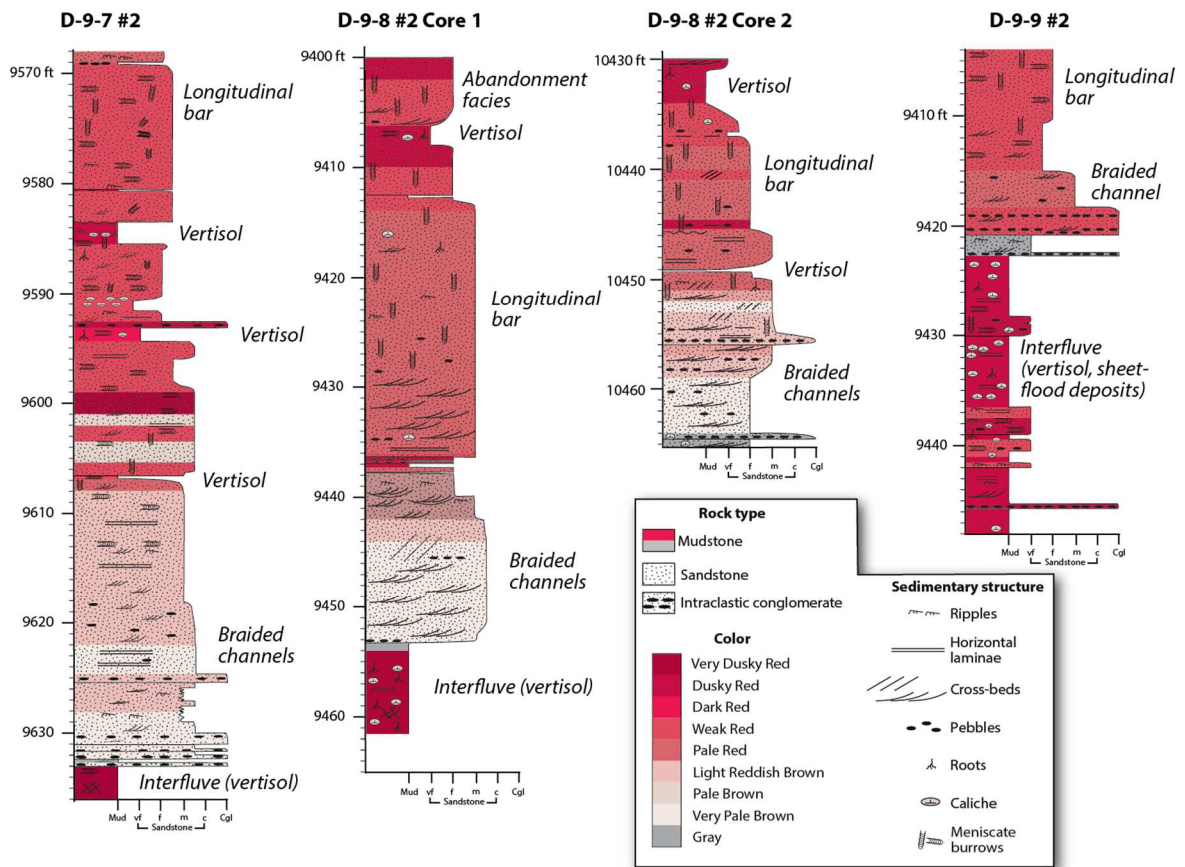 D-9-7 #2
D-9-8 #2 Core 1
D-9-8 #2 Core 2
D-9-9 #2
9570 ft
9580
9590
9600
9610
9620
9630
Longitudinal
bar
Vertisol
Vertisol
Vertisol
Braided
channels
Interfluve (vertisol)
Mud
vf
f
m
c
Cgl
Sandstone
9400 ft
9410
9420
9430
9440
9450
9460
Abandonment
facies
Vertisol
Longitudinal
bar
Braided
channels
Interfluve (vertisol)
Mud
vf
f
m
c
Cgl
Sandstone
10430 ft
10440
10450
10460
Vertisol
Longitudinal
bar
Vertisol
Braided
channels
Mud
vf
f
m
c
Cgl
Sandstone
9410 ft
9420
9430
9440
Longitudinal
bar
Braided
channel
Interfluve
(vertisol, sheet-
flood deposits)
Mud
vf
f
m
c
Cgl
Sandstone
Rock type
Mudstone
Sandstone
Intraclastic conglomerate
Color
Very Dusky Red
Dusky Red
Dark Red
Weak Red
Pale Red
Light Reddish Brown
Pale Brown
Very Pale Brown
Gray
Sedimentary structure
Ripples
Horizontal
laminae
Cross-beds
Pebbles
Roots
Caliche
Meniscate
burrows